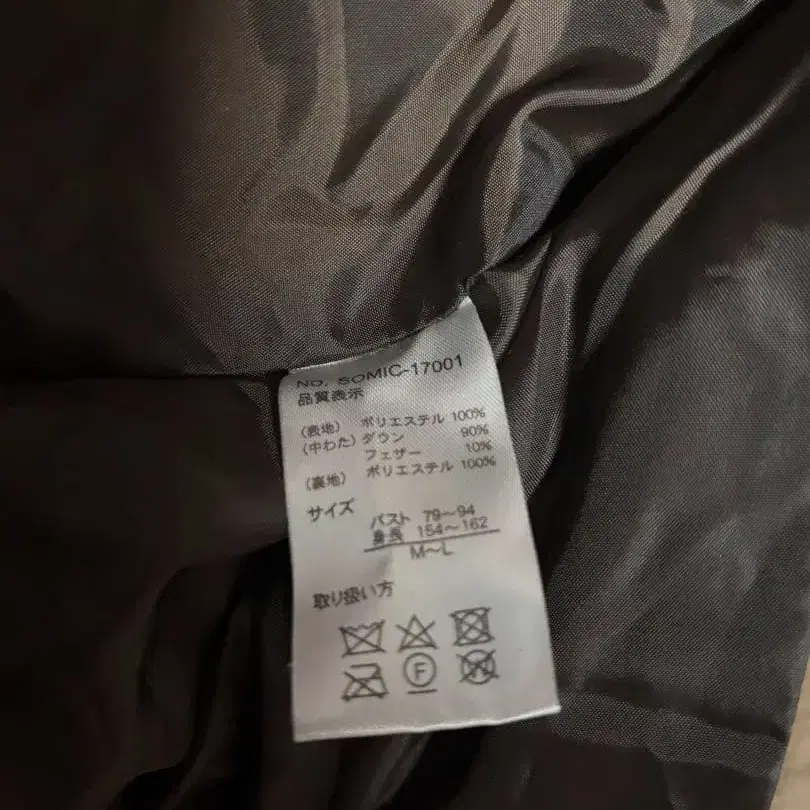 NO. SOMIC-17001
品質表示
(表地) ポリエステル 100%
(中わた) ダウン 90%
フェザー 10%
(裏地) ポリエステル 100%
サイズ
バスト 79〜94
身長 154〜162
M〜L
取り扱い方
F